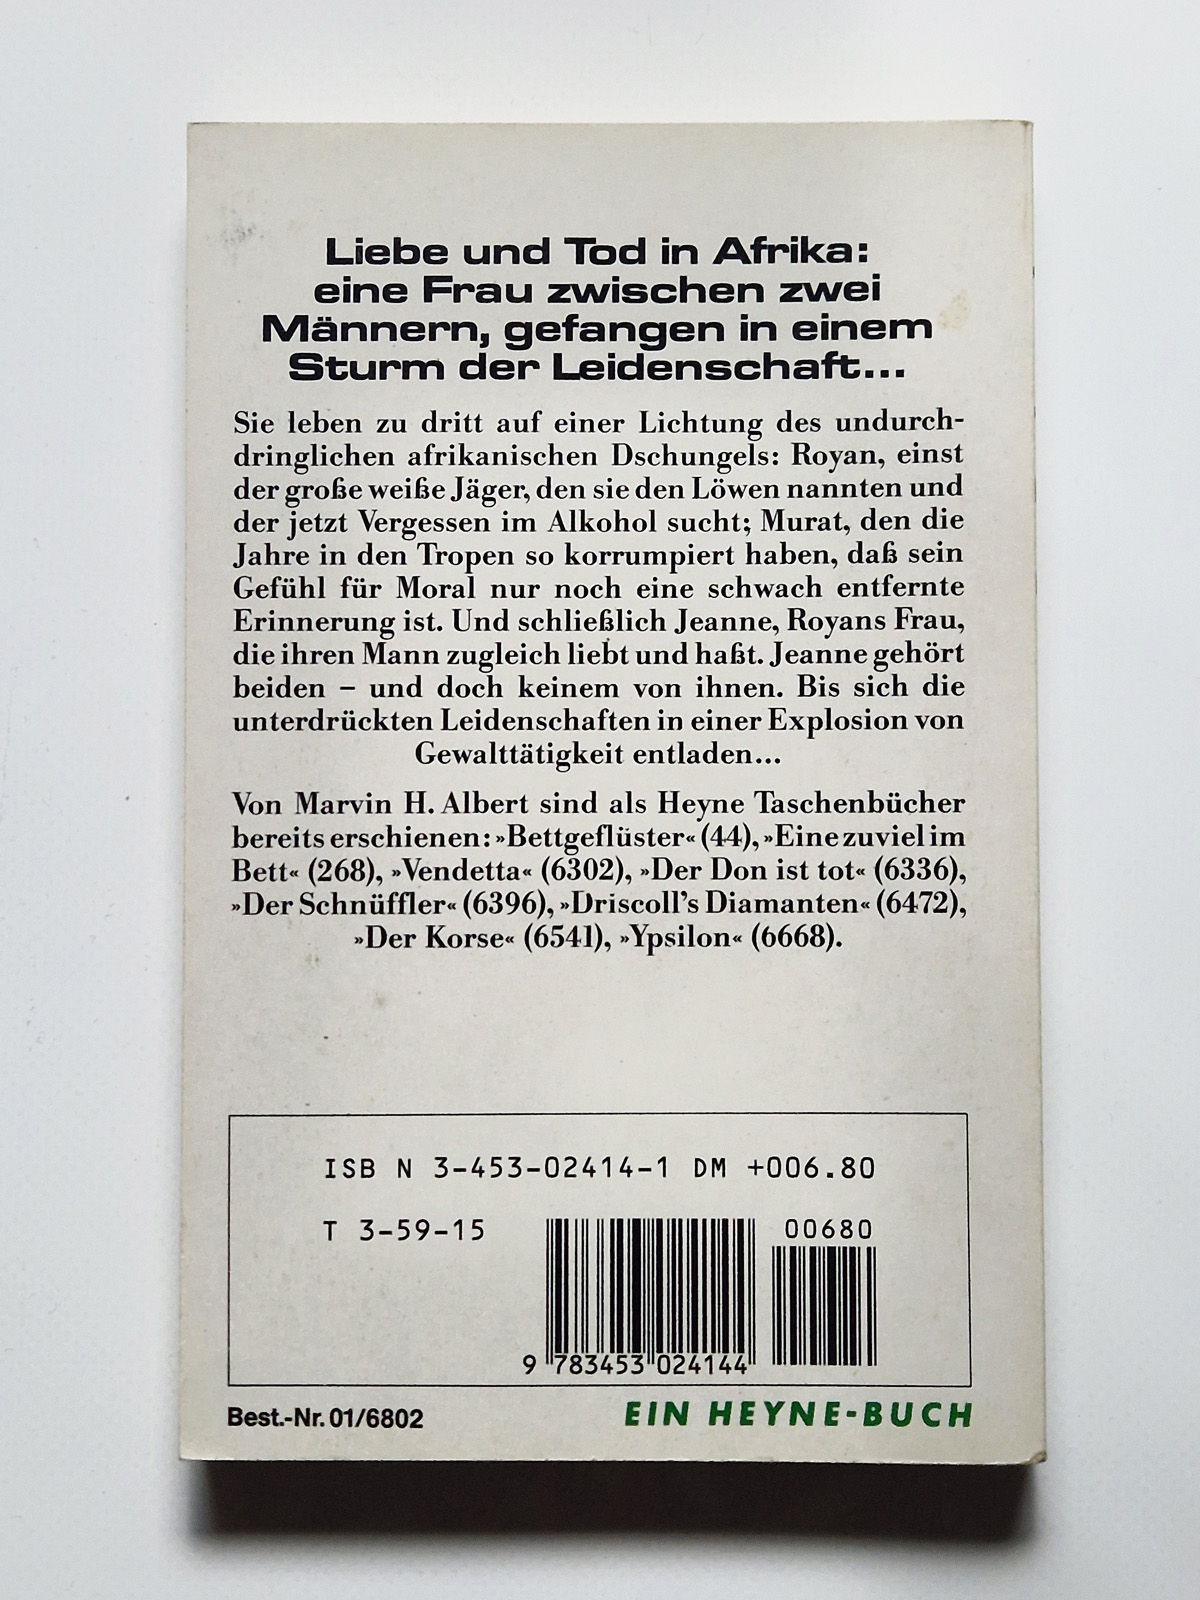 Liebe und Tod in Afrika:
eine Frau zwischen zwei
Männern, gefangen in einem
Sturm der Leidenschaft...
Sie leben zu dritt auf einer Lichtung des undurch-
dringlichen afrikanischen Dschungels: Royan, einst
der große weiße Jäger, den sie den Löwen nannten und
der jetzt Vergessen im Alkohol sucht; Murat, den die
Jahre in den Tropen so korrumpiert haben, daß sein
Gefühl für Moral nur noch eine schwach entfernte
Erinnerung ist. Und schließlich Jeanne, Royans Frau,
die ihren Mann zugleich liebt und haßt. Jeanne gehört
beiden – und doch keinem von ihnen. Bis sich die
unterdrückten Leidenschaften in einer Explosion von
Gewalttätigkeit entladen...
Von Marvin H. Albert sind als Heyne Taschenbücher
bereits erschienen: »Bettgeflüster« (44), »Eine zuviel im
Bett« (268), »Vendetta« (6302), »Der Don ist tot« (6336),
»Der Schnüffler« (6396), »Driscoll's Diamanten« (6472),
»Der Korse« (6541), »Ypsilon« (6668).
ISB N 3-453-02414-1 DM +006.80
T 3-59-15
00680
9 783453 024144
Best.-Nr. 01/6802
EIN HEYNE-BUCH